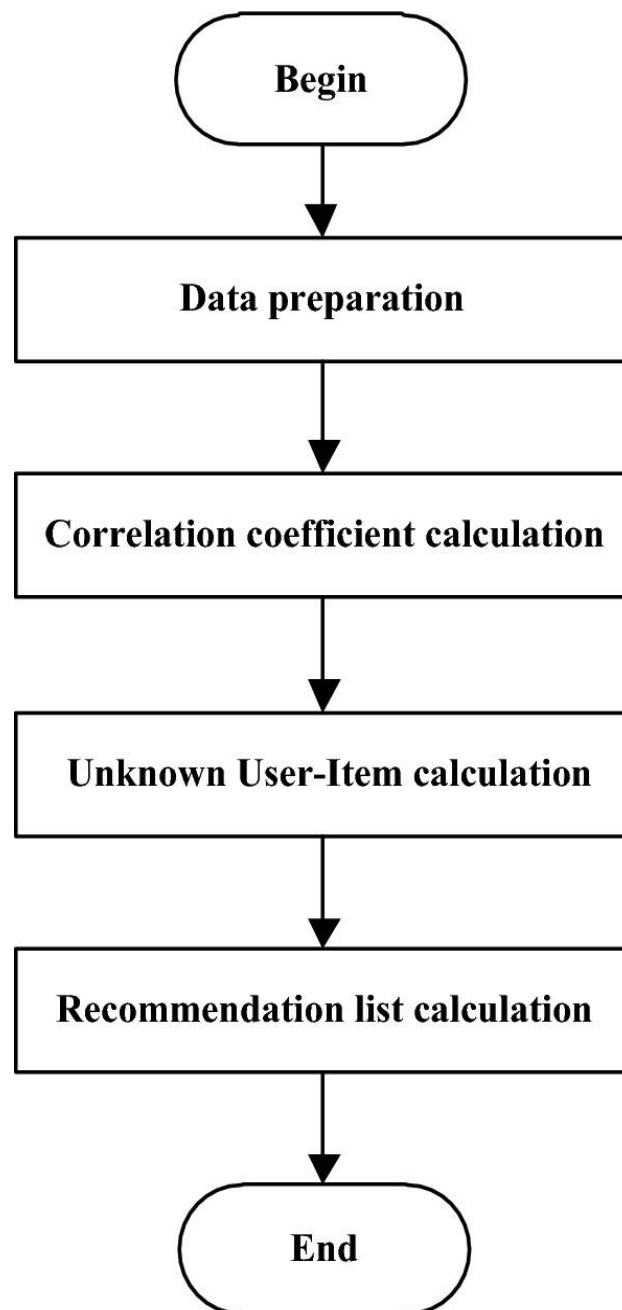 Begin
Data preparation
Correlation coefficient calculation
Unknown User-Item calculation
Recommendation list calculation
End